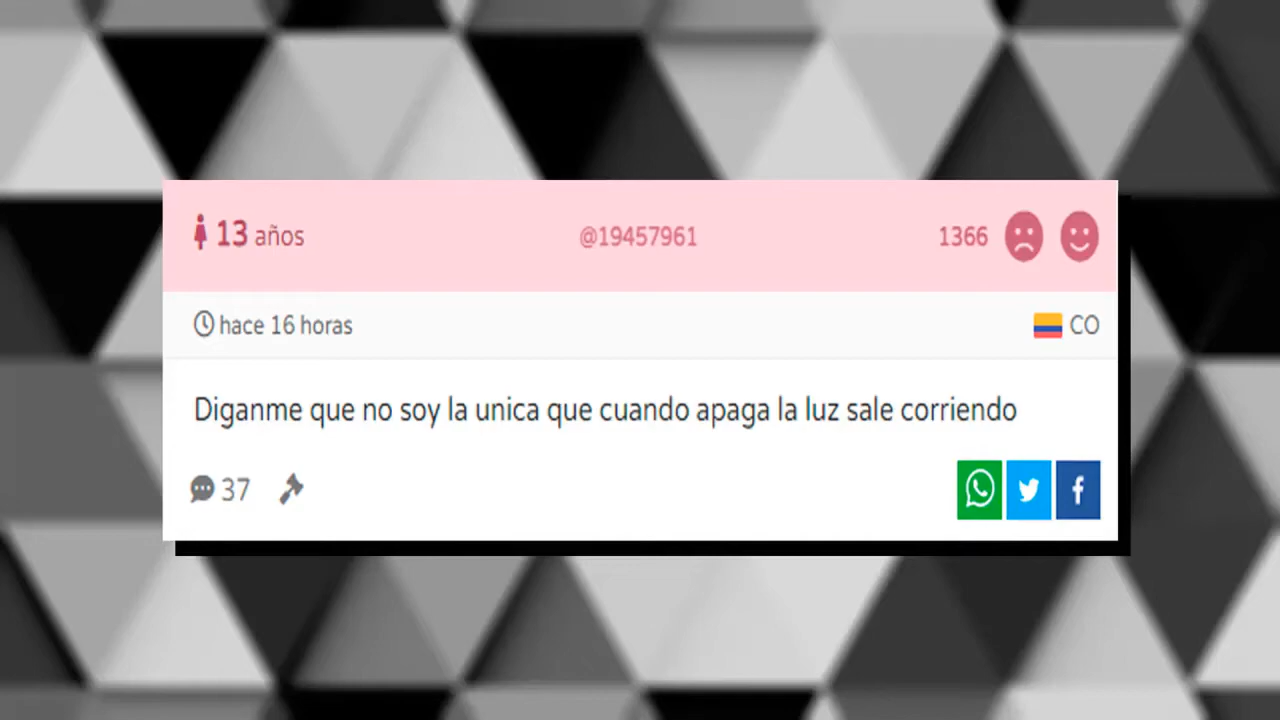 13 años @19457961 1366
hace 16 horas CO
Diganme que no soy la unica que cuando apaga la luz sale corriendo
37